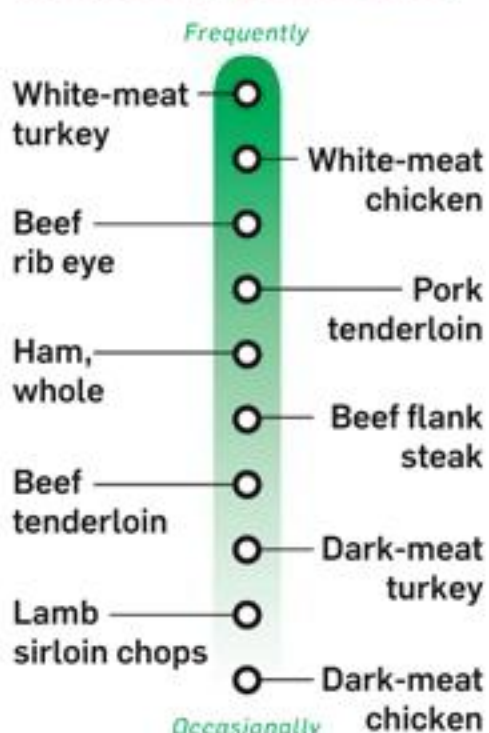 Frequently
White-meat
turkey
White-meat
chicken
Beef
rib eye
Pork
tenderloin
Ham,
whole
Beef flank
steak
Beef
tenderloin
Dark-meat
turkey
Lamb
sirloin chops
Dark-meat
chicken
Occasionally